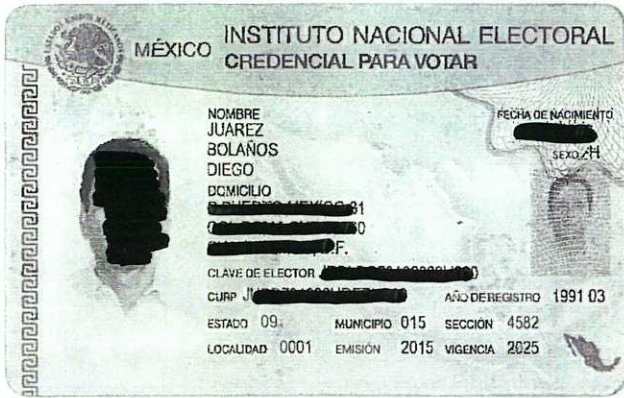 MÉXICO
INSTITUTO NACIONAL ELECTORAL
CREDENCIAL PARA VOTAR
NOMBRE
JUAREZ
BOLAÑOS
DIEGO
FECHA DE NACIMIENTO
SEXO H
DOMICILIO
CLAVE DE ELECTOR
CURP
AÑO DE REGISTRO 1991 03
ESTADO 09 MUNICIPIO 015 SECCIÓN 4582
LOCALIDAD 0001 EMISIÓN 2015 VIGENCIA 2025